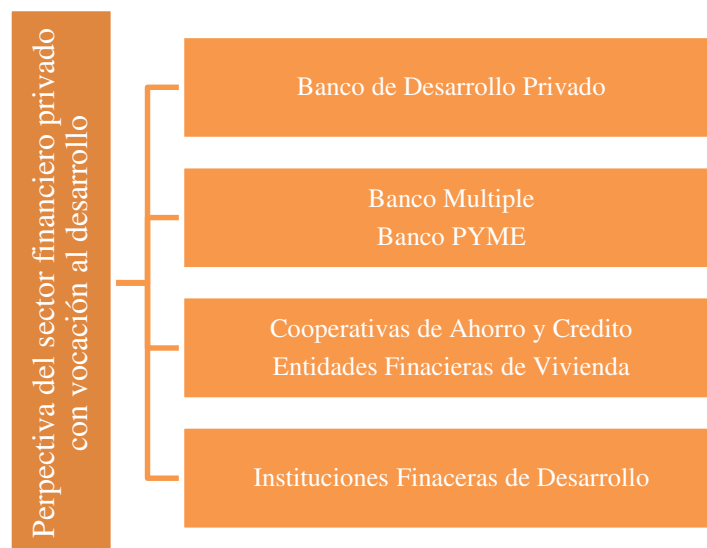 Perpectiva del sector financiero privado
con vocación al desarrollo
Banco de Desarrollo Privado
Banco Multiple
Banco PYME
Cooperativas de Ahorro y Credito
Entidades Finacieras de Vivienda
Instituciones Finaceras de Desarrollo